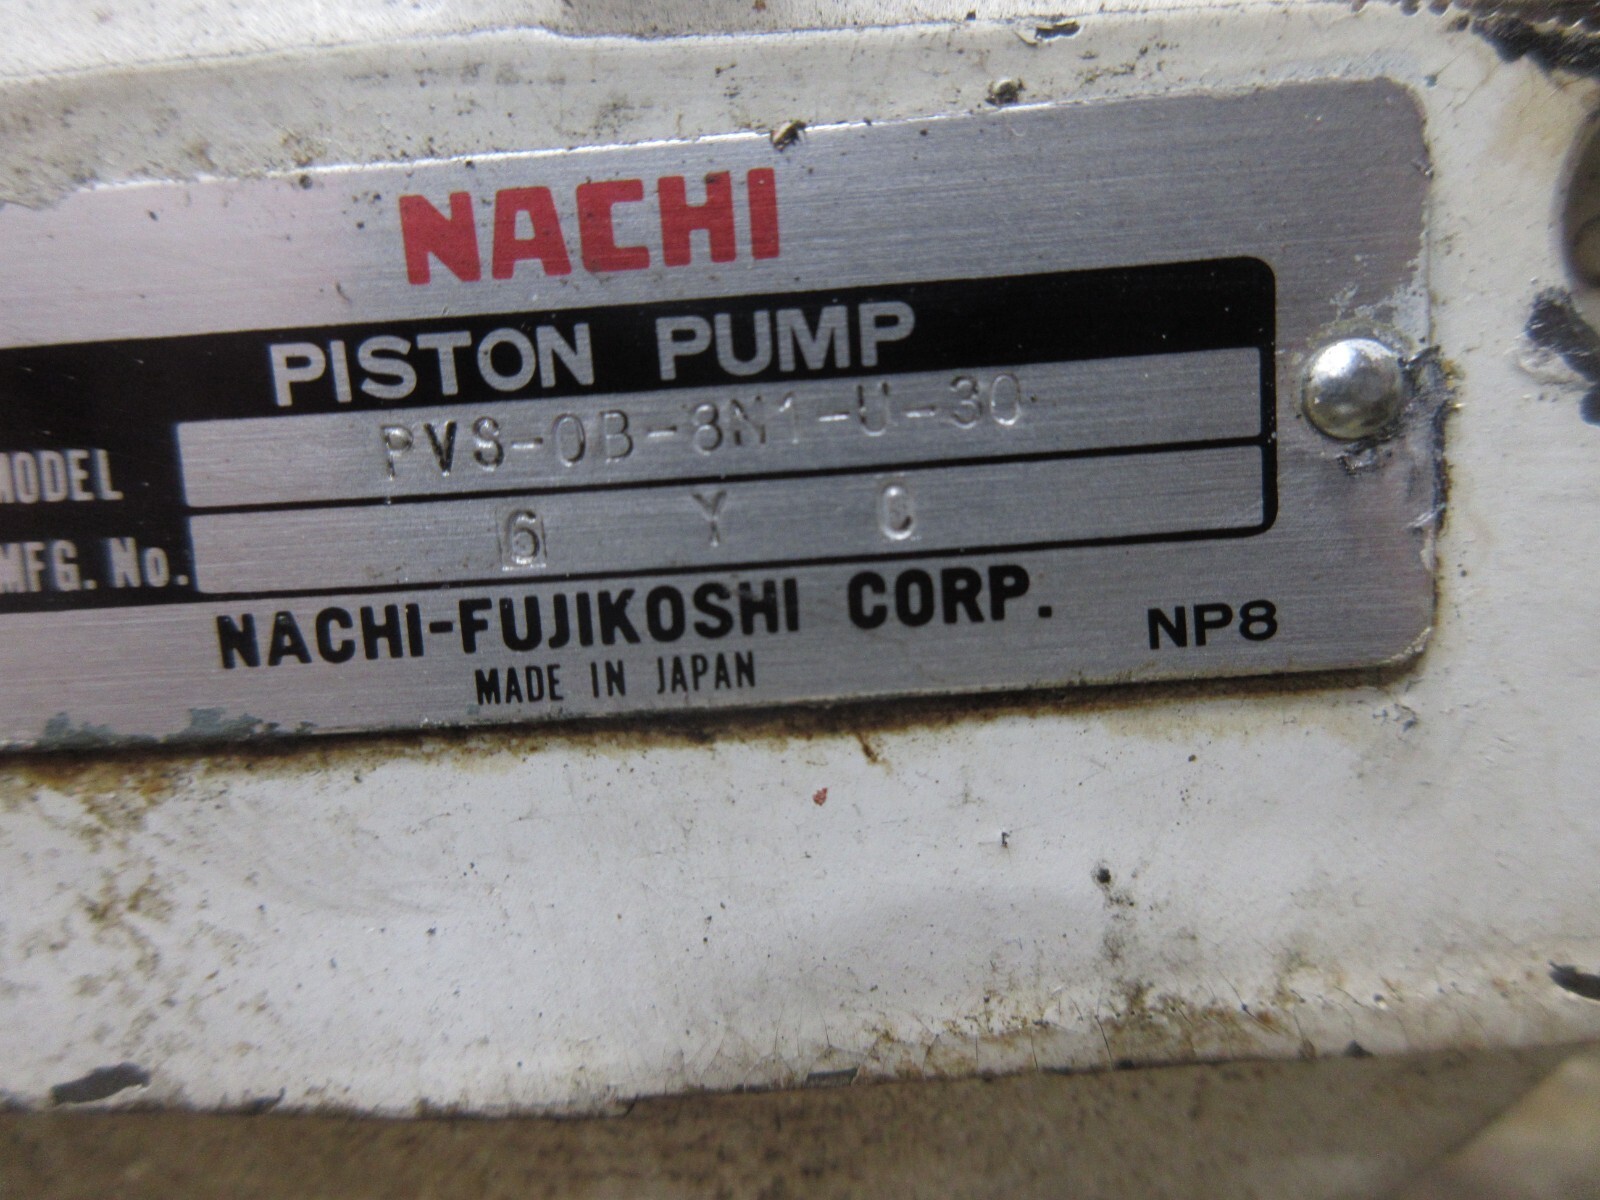 NACHI
PISTON PUMP
MODEL PVS-0B-8N1-U-30
MFG. No. 6 Y C
NACHI-FUJIKOSHI CORP.
MADE IN JAPAN NP8